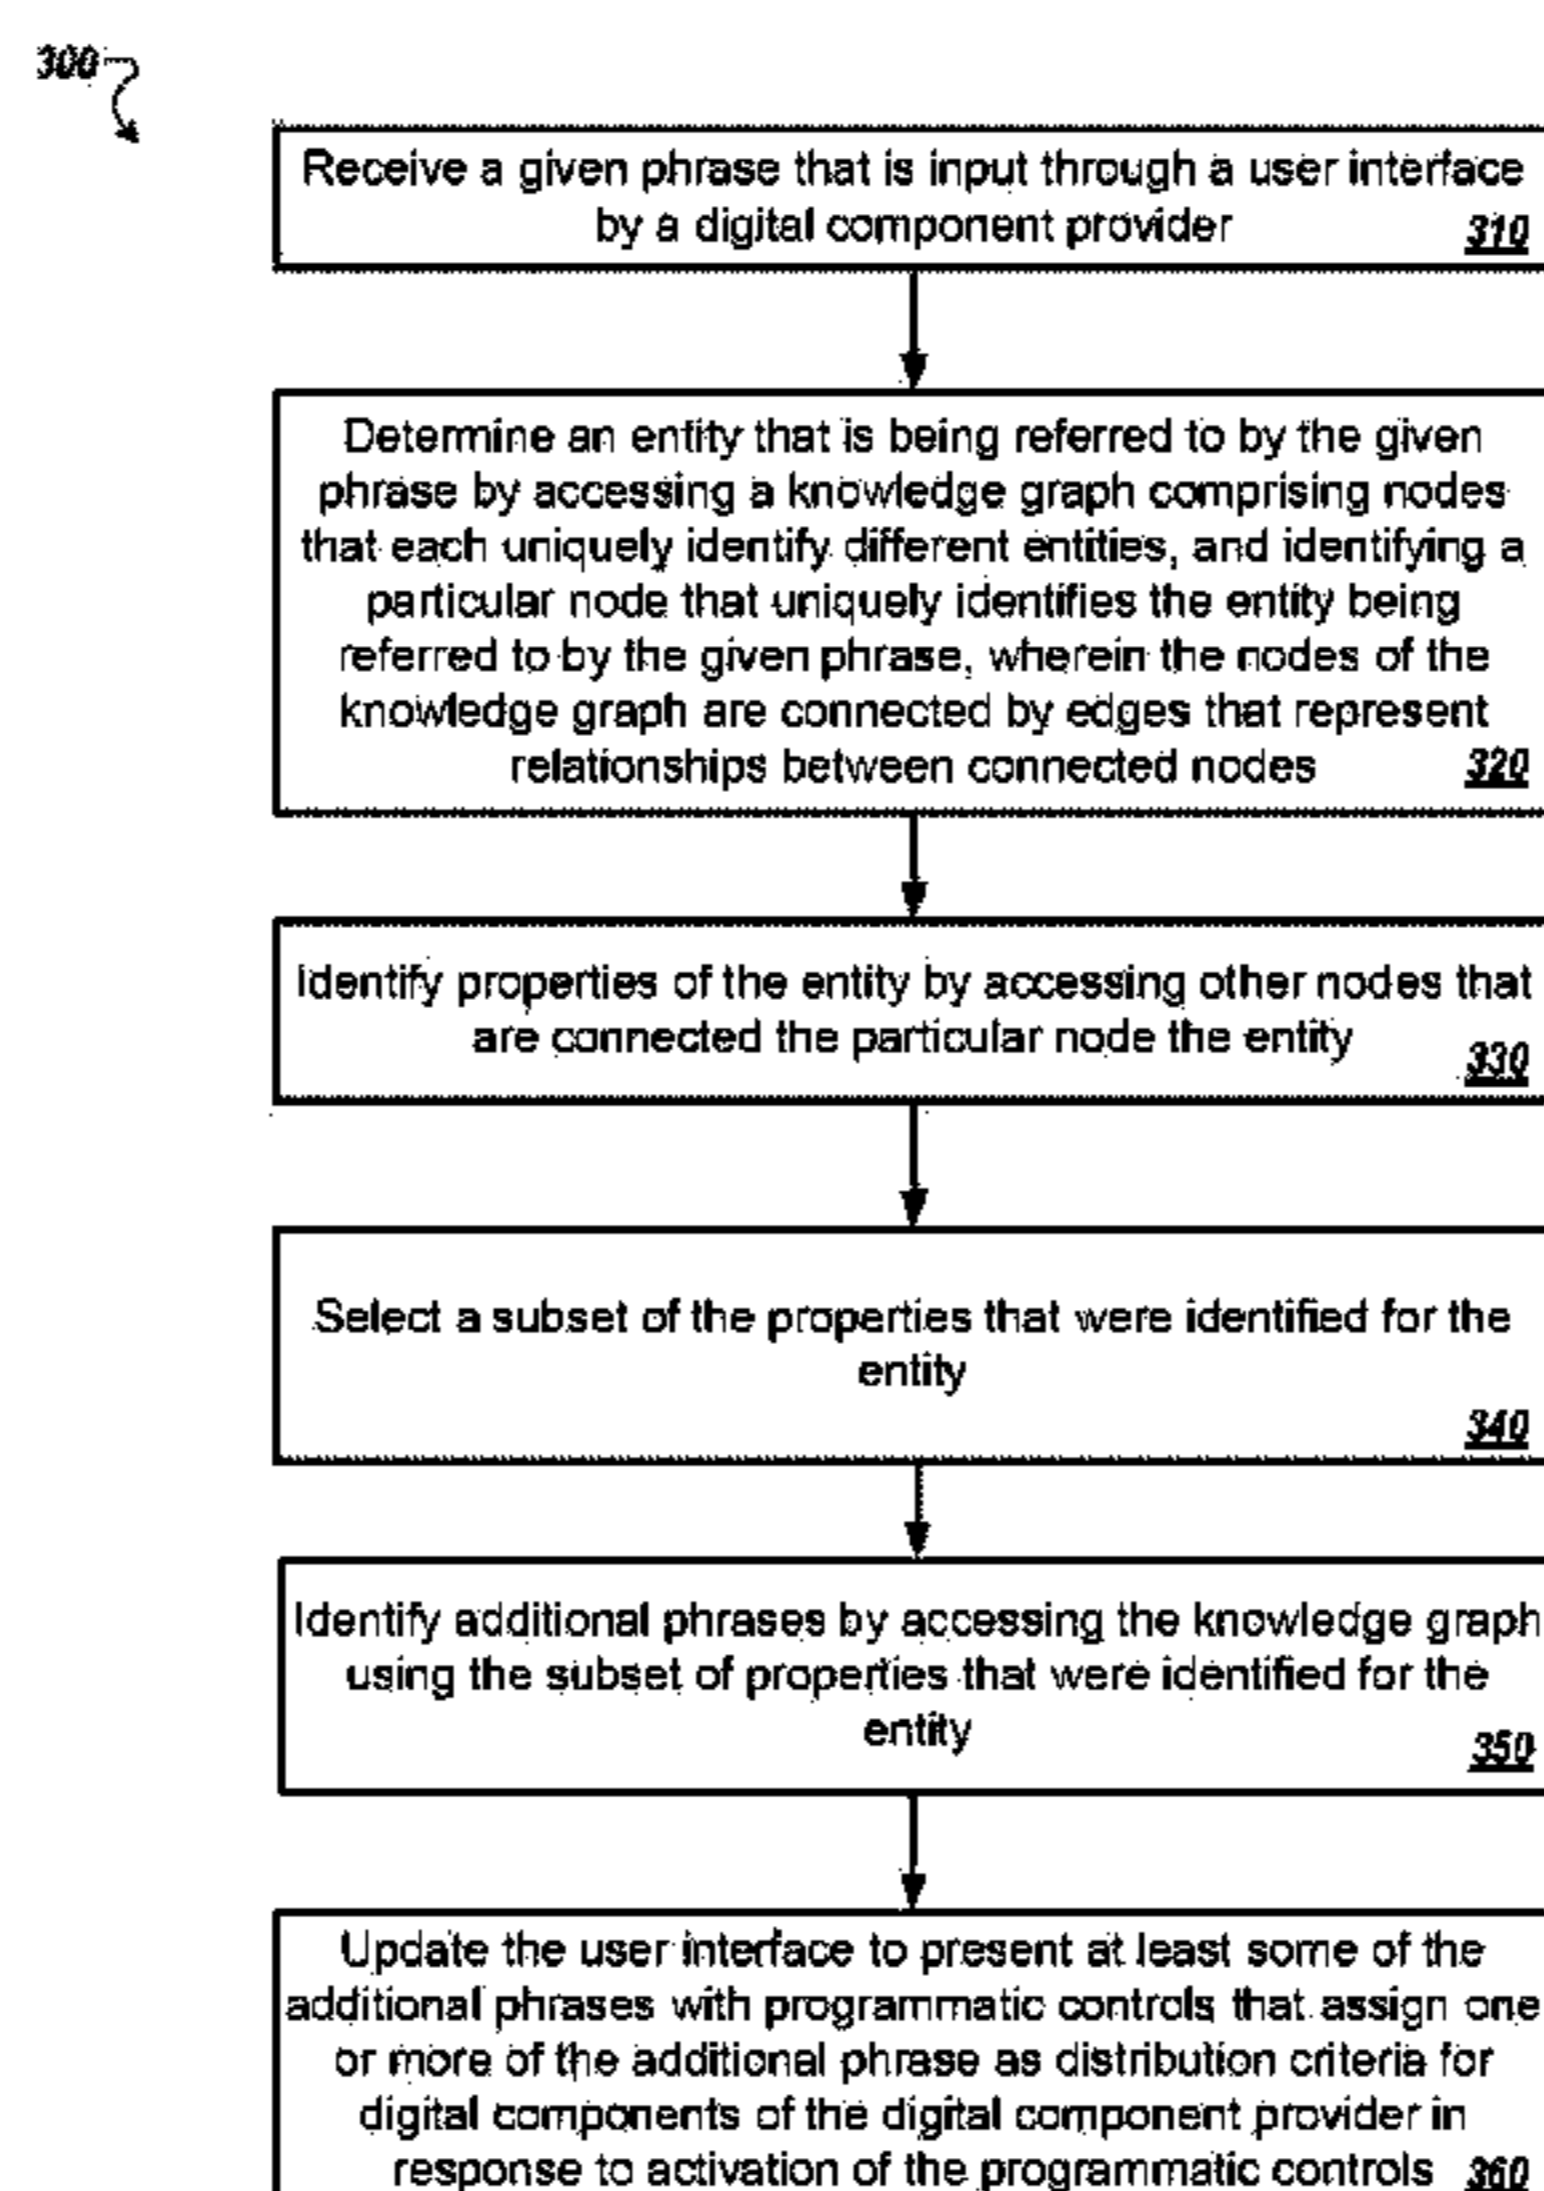 300
Receive a given phrase that is input through a user interface
by a digital component provider 310
Determine an entity that is being referred to by the given
phrase by accessing a knowledge graph comprising nodes
that each uniquely identify different entities, and identifying a
particular node that uniquely identifies the entity being
referred to by the given phrase, wherein the nodes of the
knowledge graph are connected by edges that represent
relationships between connected nodes 320
Identify properties of the entity by accessing other nodes that
are connected the particular node the entity 330
Select a subset of the properties that were identified for the
entity
340
Identify additional phrases by accessing the knowledge graph
using the subset of properties that were identified for the
entity 350
Update the user interface to present at least some of the
additional phrases with programmatic controls that assign one
or more of the additional phrase as distribution criteria for
digital components of the digital component provider in
response to activation of the programmatic controls 360